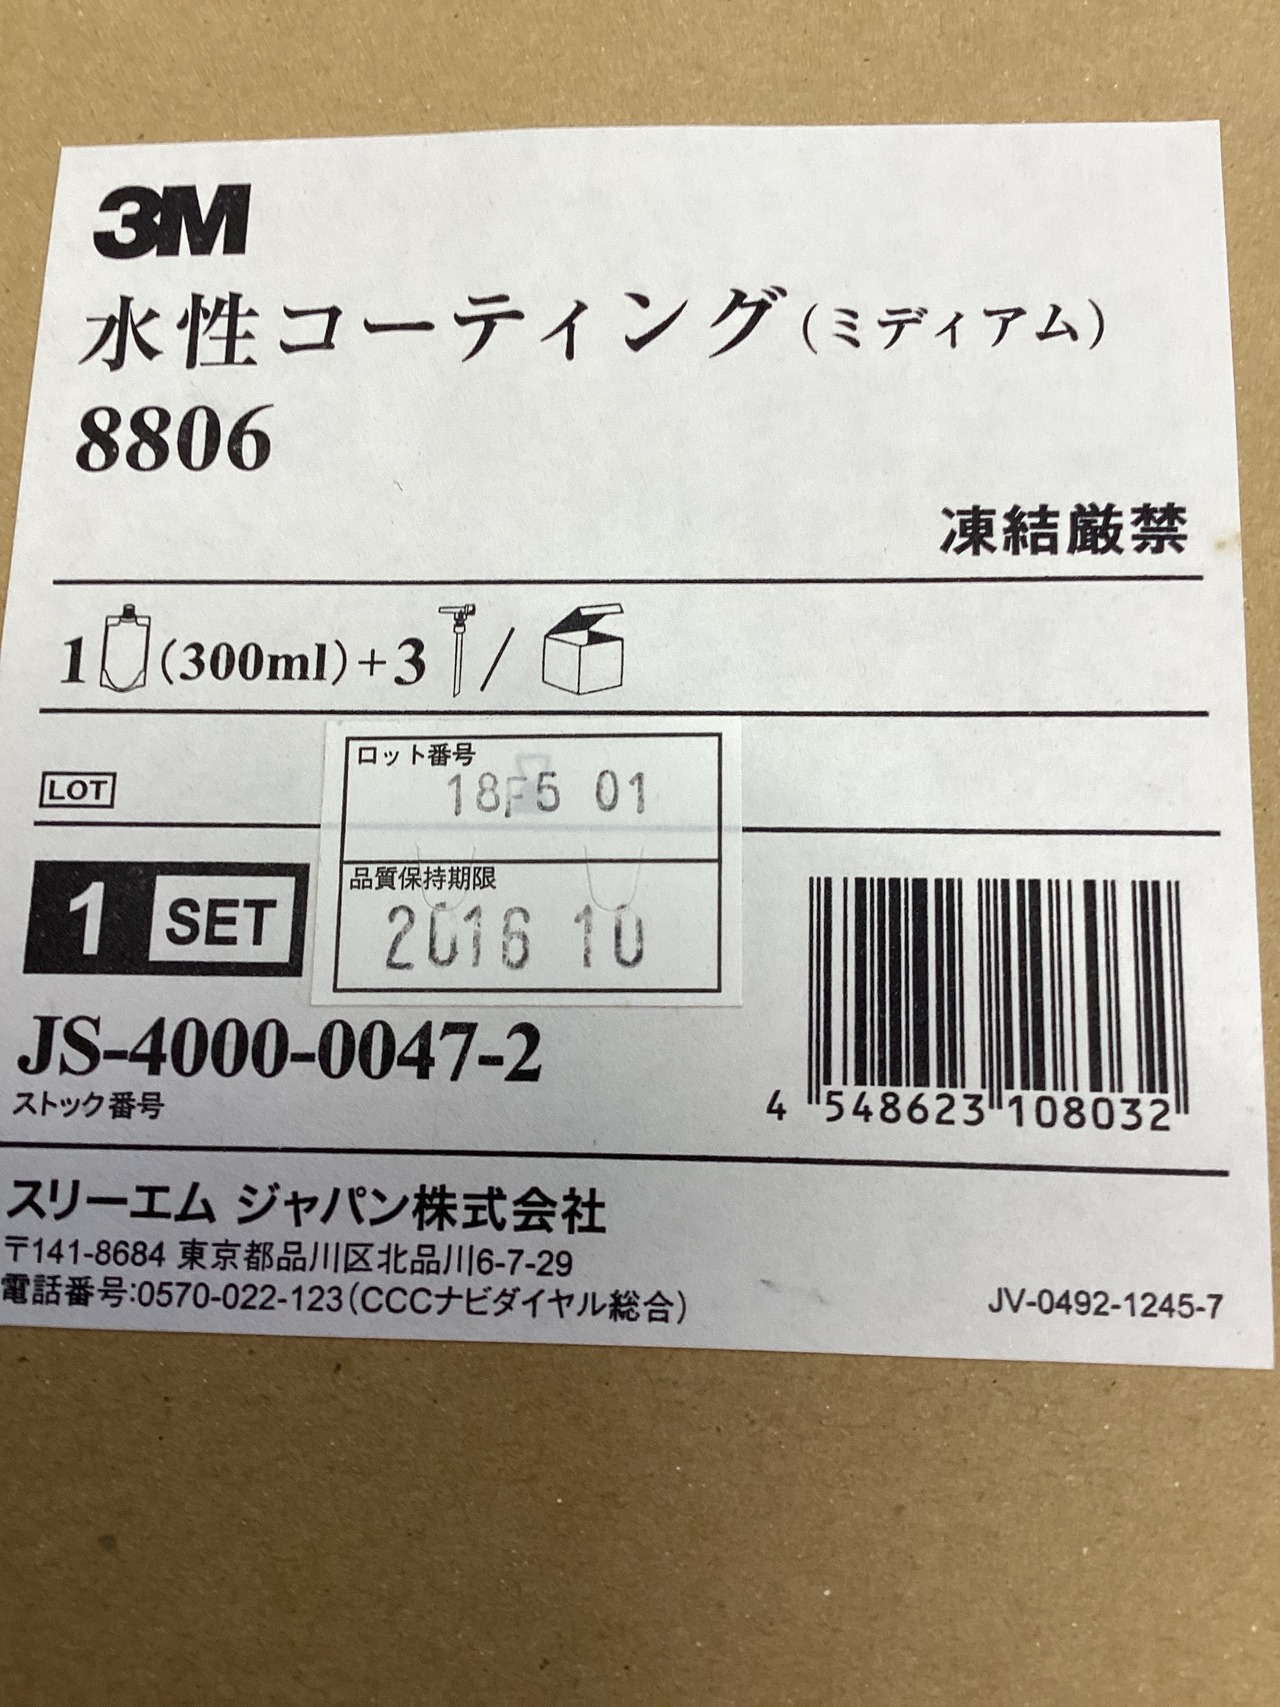 3M
水性コーティング(ミディアム)
8806
凍結厳禁
1(300ml)+3/
LOT
ロット番号
18F5 01
品質保持期限
2016 10
1 SET
JS-4000-0047-2
ストック番号
4 548623 108032
スリーエム ジャパン株式会社
〒141-8684 東京都品川区北品川6-7-29
電話番号:0570-022-123(CCCナビダイヤル総合)
JV-0492-1245-7